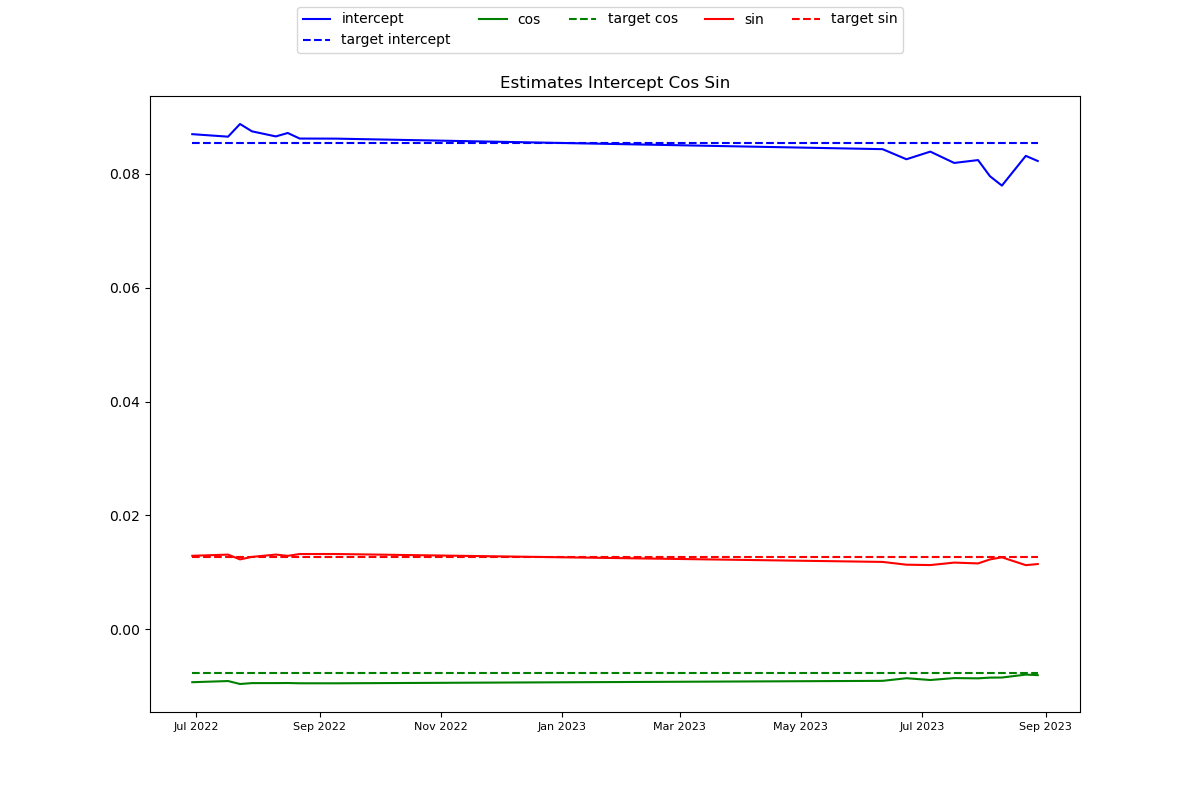 intercept cos target cos sin target sin
target intercept
Estimates Intercept Cos Sin
0.08
0.06
0.04
0.02
0.00
Jul 2022 Sep 2022 Nov 2022 Jan 2023 Mar 2023 May 2023 Jul 2023 Sep 2023